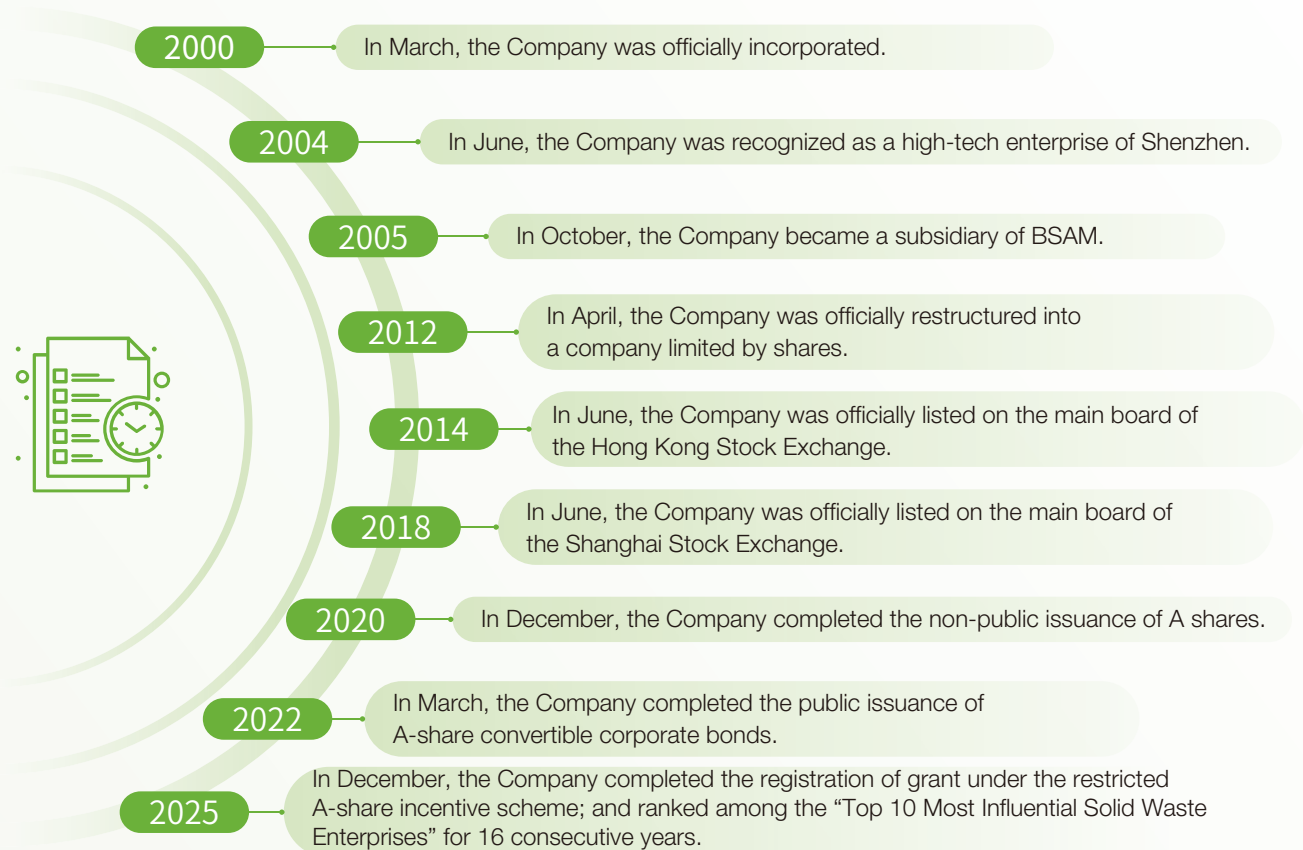 2000
In March, the Company was officially incorporated.
2004
In June, the Company was recognized as a high-tech enterprise of Shenzhen.
2005
In October, the Company became a subsidiary of BSAM.
2012
In April, the Company was officially restructured into
a company limited by shares.
2014
In June, the Company was officially listed on the main board of
the Hong Kong Stock Exchange.
2018
In June, the Company was officially listed on the main board of
the Shanghai Stock Exchange.
2020
In December, the Company completed the non-public issuance of A shares.
2022
In March, the Company completed the public issuance of
A-share convertible corporate bonds.
2025
In December, the Company completed the registration of grant under the restricted
A-share incentive scheme; and ranked among the “Top 10 Most Influential Solid Waste
Enterprises” for 16 consecutive years.